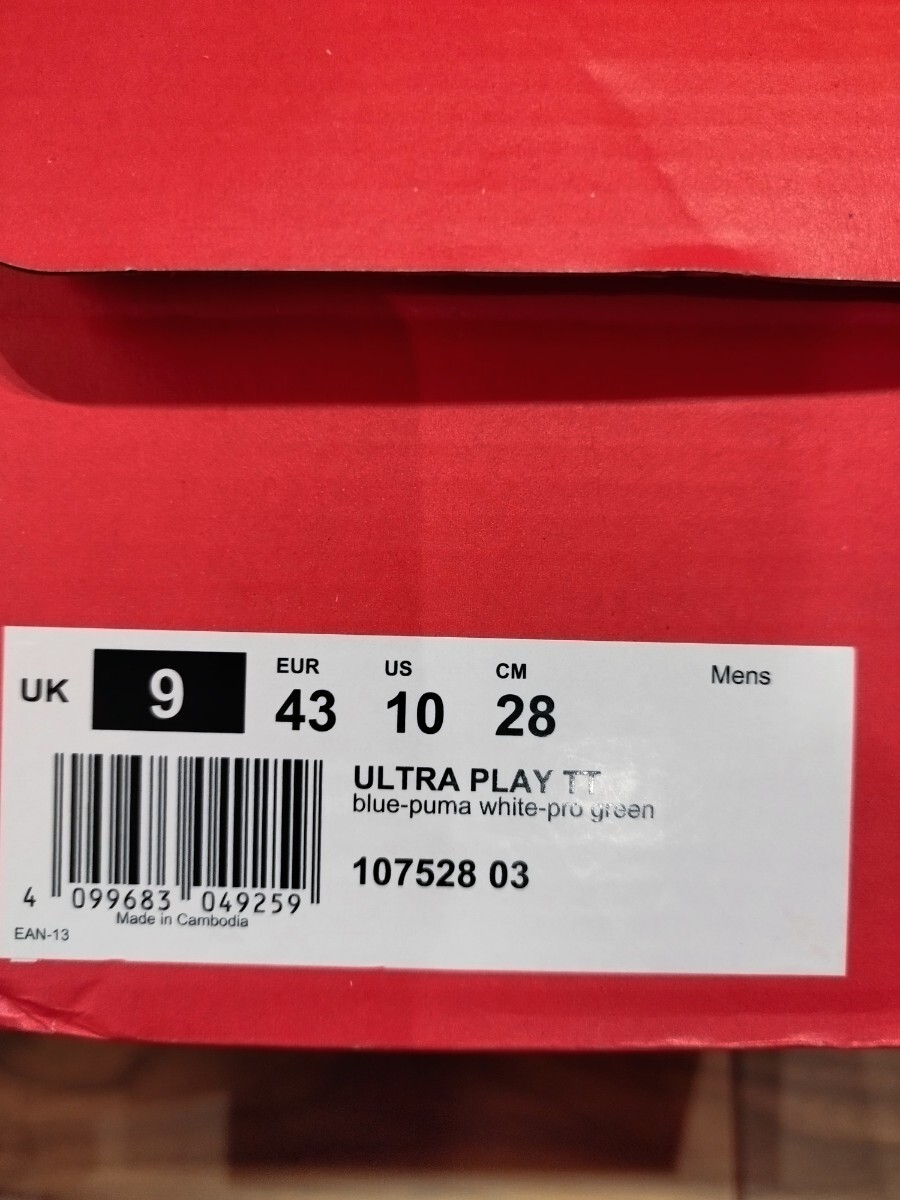 UK 9 EUR 43 US 10 CM 28 Mens
ULTRA PLAY TT
blue-puma white-pro green
107528 03
4 099683 049259
Made in Cambodia
EAN-13